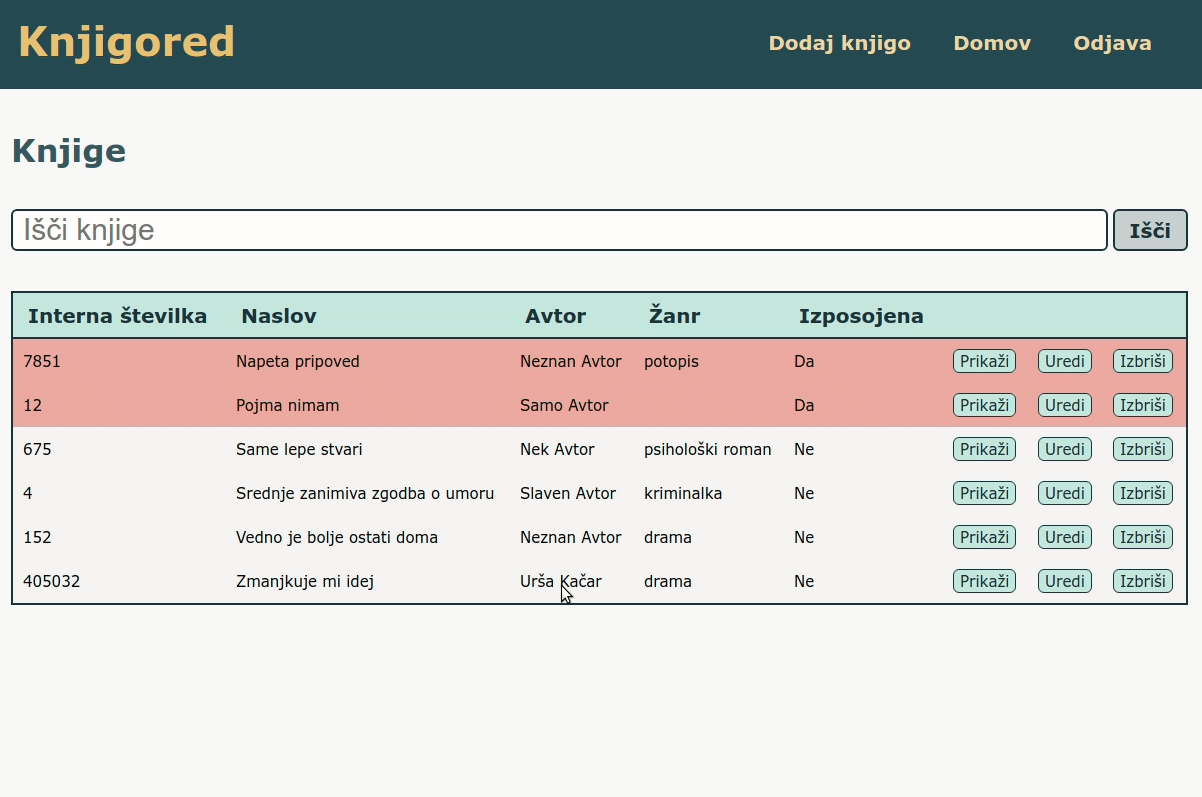 Knjigored Dodaj knjigo Domov Odjava
Knjige
Išči knjige Išči
Interna številka Naslov Avtor Žanr Izposojena
7851 Napeta pripoved Neznan Avtor potopis Da Prikaži Uredi Izbriši
12 Pojma nimam Samo Avtor Da Prikaži Uredi Izbriši
675 Same lepe stvari Nek Avtor psihološki roman Ne Prikaži Uredi Izbriši
4 Srednje zanimiva zgodba o umoru Slaven Avtor kriminalka Ne Prikaži Uredi Izbriši
152 Vedno je bolje ostati doma Neznan Avtor drama Ne Prikaži Uredi Izbriši
405032 Zmanjkuje mi idej Urša Kačar drama Ne Prikaži Uredi Izbriši